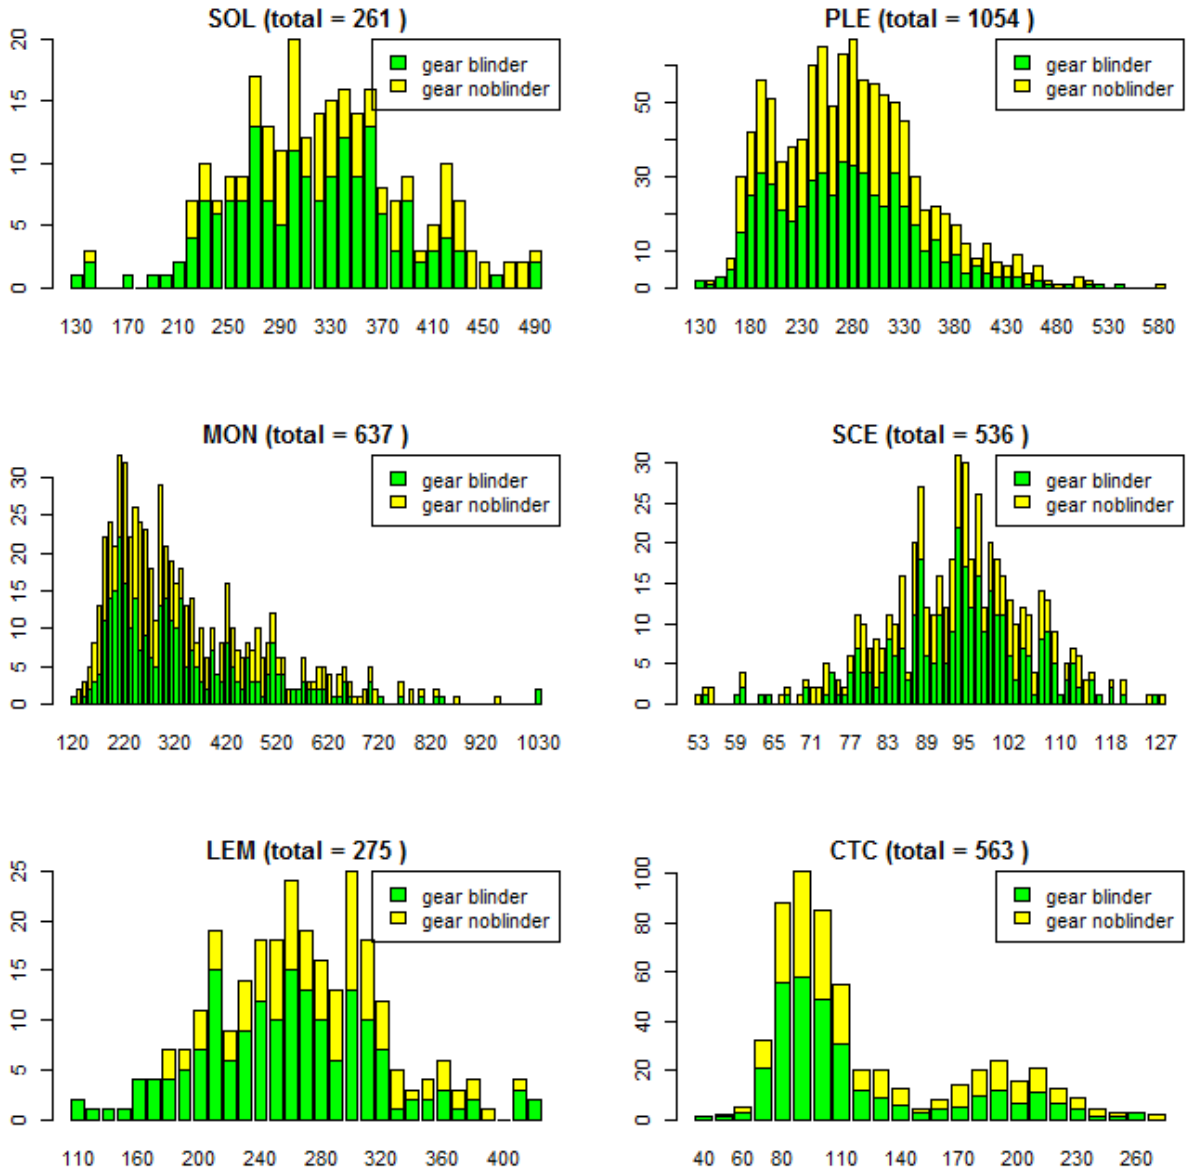 SOL (total = 261 )
gear blinder
gear noblinder
0 5 10 15 20
130 170 210 250 290 330 370 410 450 490
PLE (total = 1054 )
gear blinder
gear noblinder
0 10 30 50
130 180 230 280 330 380 430 480 530 580
MON (total = 637 )
gear blinder
gear noblinder
0 5 10 15 20 25 30
120 220 320 420 520 620 720 820 920 1030
SCE (total = 536 )
gear blinder
gear noblinder
0 5 10 15 20 25 30
53 59 65 71 77 83 89 95 102 110 118 127
LEM (total = 275 )
gear blinder
gear noblinder
0 5 10 15 20 25
110 160 200 240 280 320 360 400
CTC (total = 563 )
gear blinder
gear noblinder
0 20 40 60 80 100
40 60 80 110 140 170 200 230 260